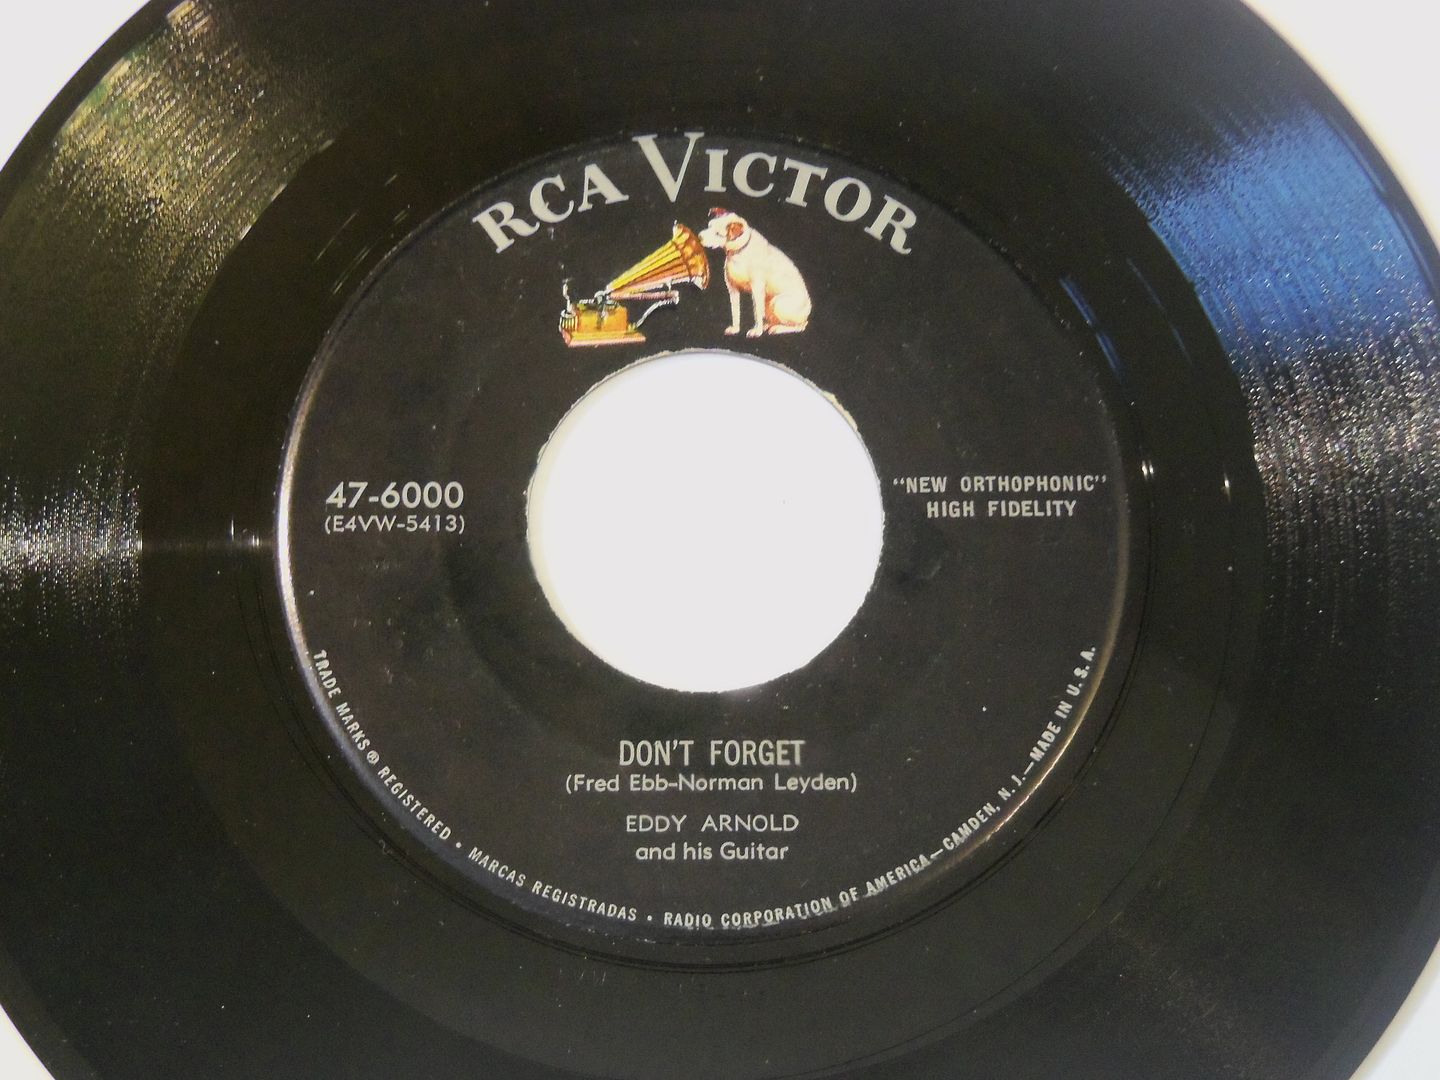 RCA VICTOR
47-6000
(E4VW-5413)
"NEW ORTHOPHONIC"
HIGH FIDELITY
DON'T FORGET
(Fred Ebb-Norman Leyden)
EDDY ARNOLD
and his Guitar
TRADE MARKS ® REGISTERED • MARCAS REGISTRADAS • RADIO CORPORATION OF AMERICA—CAMDEN, N. J.—MADE IN U. S. A.